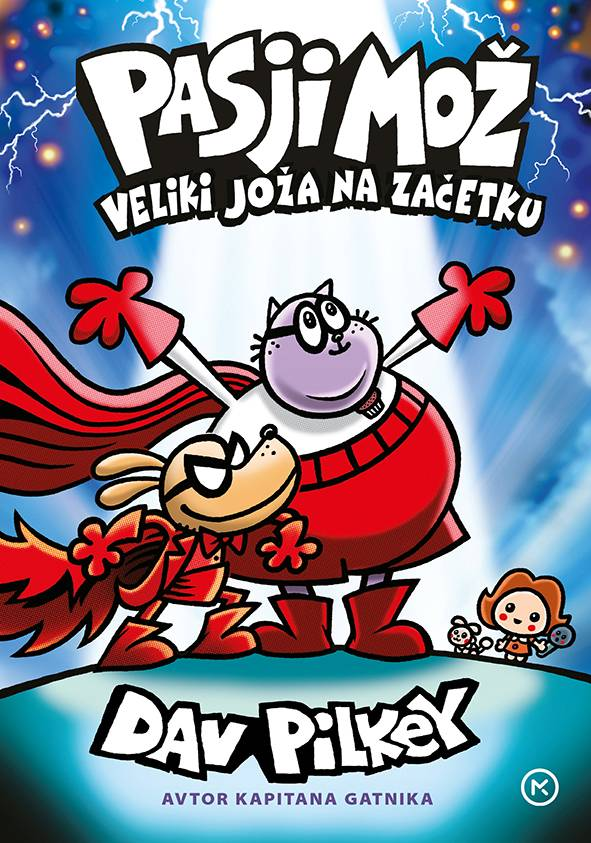 PASJI MOŽ
VELIKI JOŽA NA ZAČETKU
DAV PILKEY
AVTOR KAPITANA GATNIKA